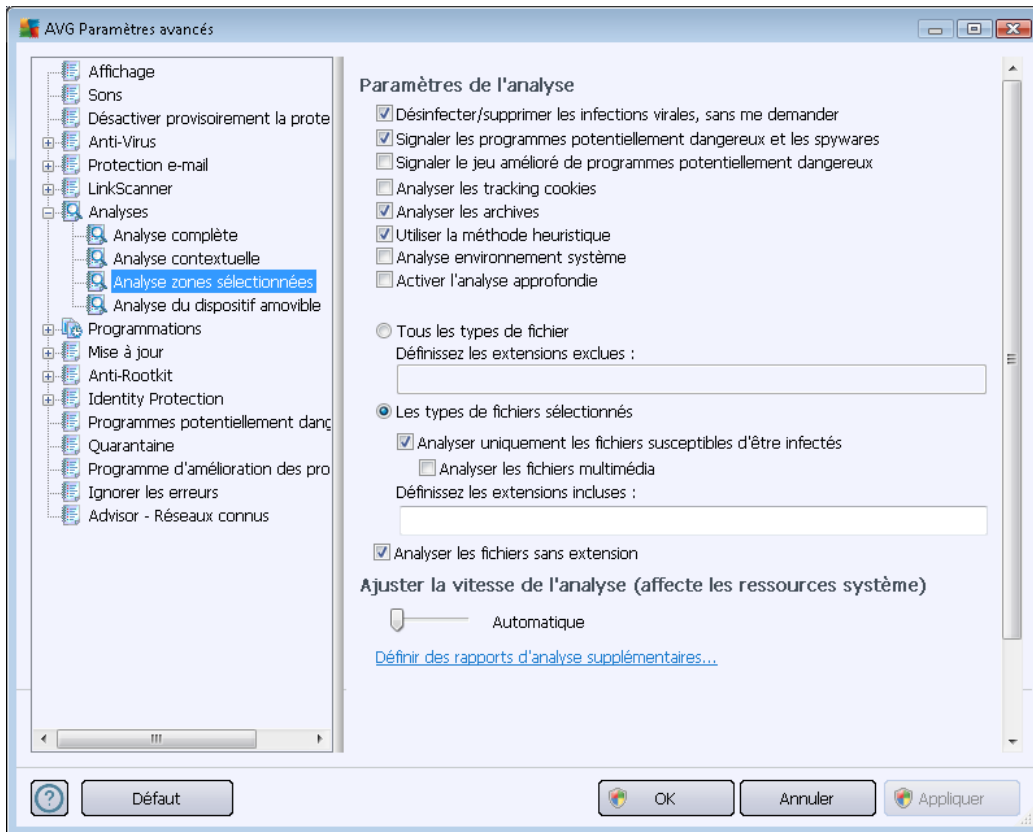 AVG Paramètres avancés
Affichage
Sons
Désactiver provisoirement la prote
Anti-Virus
Protection e-mail
LinkScanner
Analyses
Analyse complète
Analyse contextuelle
Analyse zones sélectionnées
Analyse du dispositif amovible
Programmations
Mise à jour
Anti-Rootkit
Identity Protection
Programmes potentiellement dang
Quarantaine
Programme d'amélioration des pro
Ignorer les erreurs
Advisor - Réseaux connus
Paramètres de l'analyse
Désinfecter/supprimer les infections virales, sans me demander
Signaler les programmes potentiellement dangereux et les spywares
Signaler le jeu amélioré de programmes potentiellement dangereux
Analyser les tracking cookies
Analyser les archives
Utiliser la méthode heuristique
Analyse environnement système
Activer l'analyse approfondie
Tous les types de fichier
Définissez les extensions exclues :
Les types de fichiers sélectionnés
Analyser uniquement les fichiers susceptibles d'être infectés
Analyser les fichiers multimédia
Définissez les extensions incluses :
Analyser les fichiers sans extension
Ajuster la vitesse de l'analyse (affecte les ressources système)
Automatique
Définir des rapports d'analyse supplémentaires...
Défaut
OK
Annuler
Appliquer